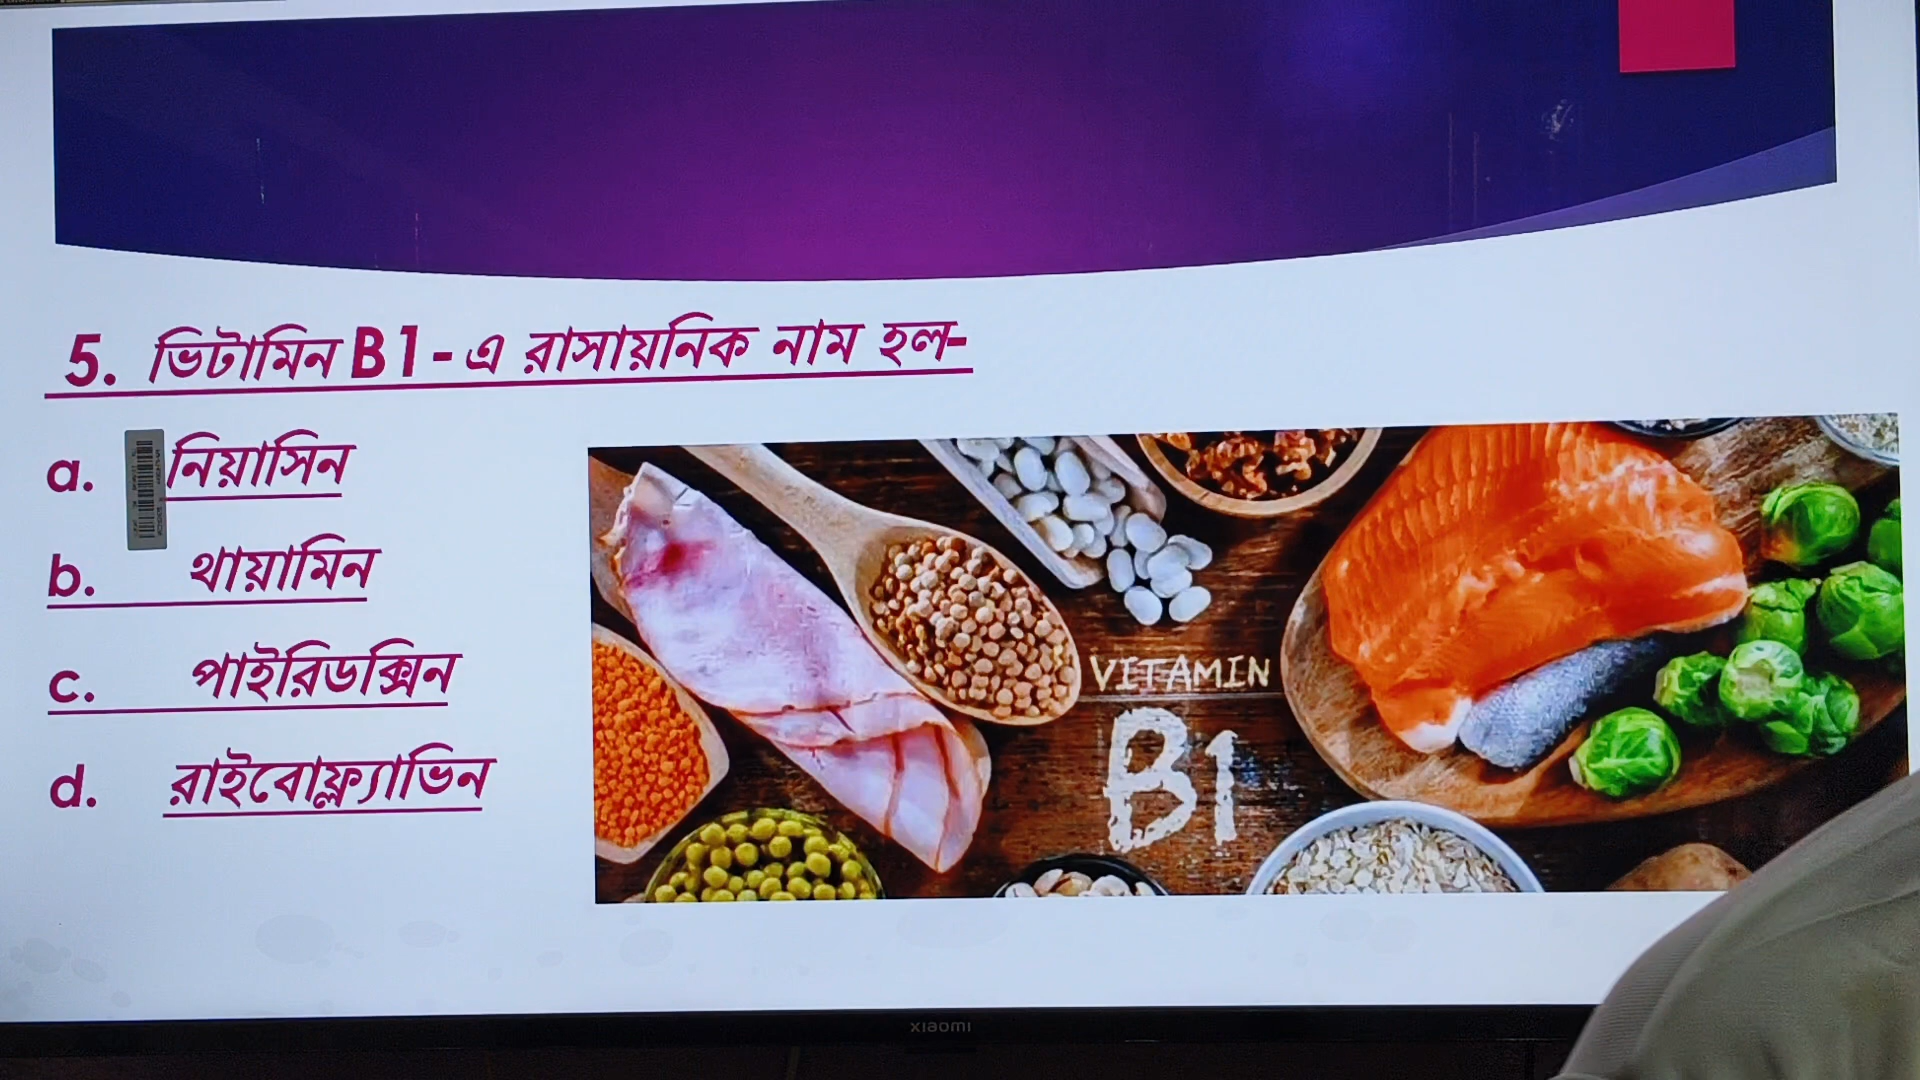 5. ভিটামিন B1-এ রাসায়নিক নাম হল-
a. নিয়াসিন
b. থায়ামিন
c. পাইরিডক্সিন
d. রাইবোফ্ল্যাভিন
VITAMIN
B1
xiaomi